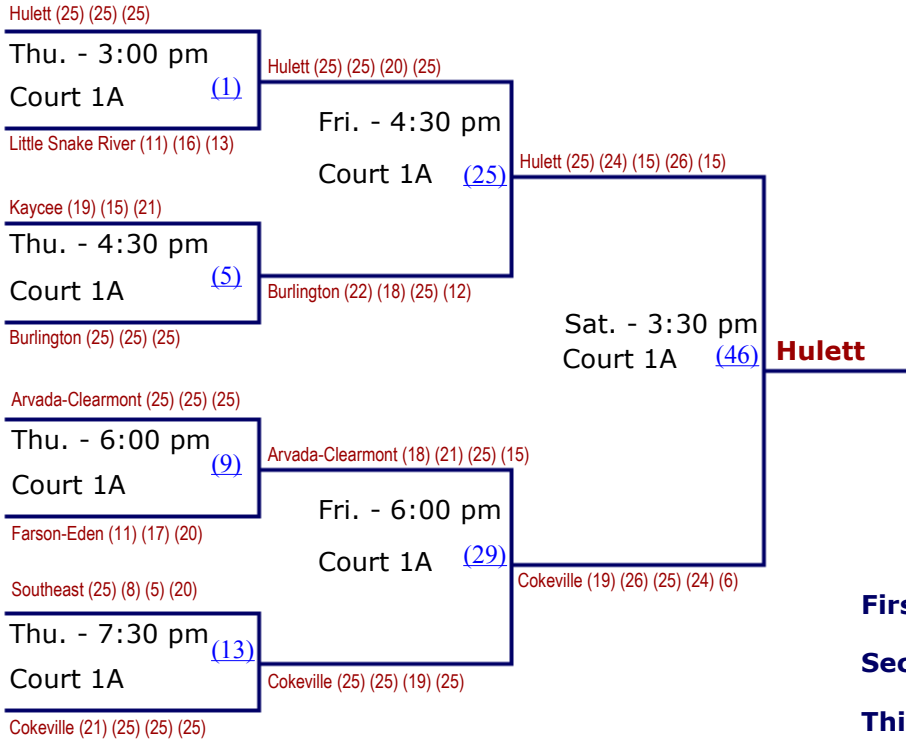 Hulett (25) (25) (25)
Thu. - 3:00 pm
Court 1A
(1)
Little Snake River (11) (16) (13)
Kaycee (19) (15) (21)
Thu. - 4:30 pm
Court 1A
(5)
Burlington (25) (25) (25)
Arvada-Clearmont (25) (25) (25)
Thu. - 6:00 pm
Court 1A
(9)
Farson-Eden (11) (17) (20)
Southeast (25) (8) (5) (20)
Thu. - 7:30 pm
Court 1A
(13)
Cokeville (21) (25) (25) (25)
Hulett (25) (25) (20) (25)
Fri. - 4:30 pm
Court 1A
(25)
Burlington (22) (18) (25) (12)
Arvada-Clearmont (18) (21) (25) (15)
Fri. - 6:00 pm
Court 1A
(29)
Cokeville (25) (25) (19) (25)
Hulett (25) (24) (15) (26) (15)
Sat. - 3:30 pm
Court 1A
(46)
Cokeville (19) (26) (25) (24) (6)
Hulett
Firs
Sec
Thi